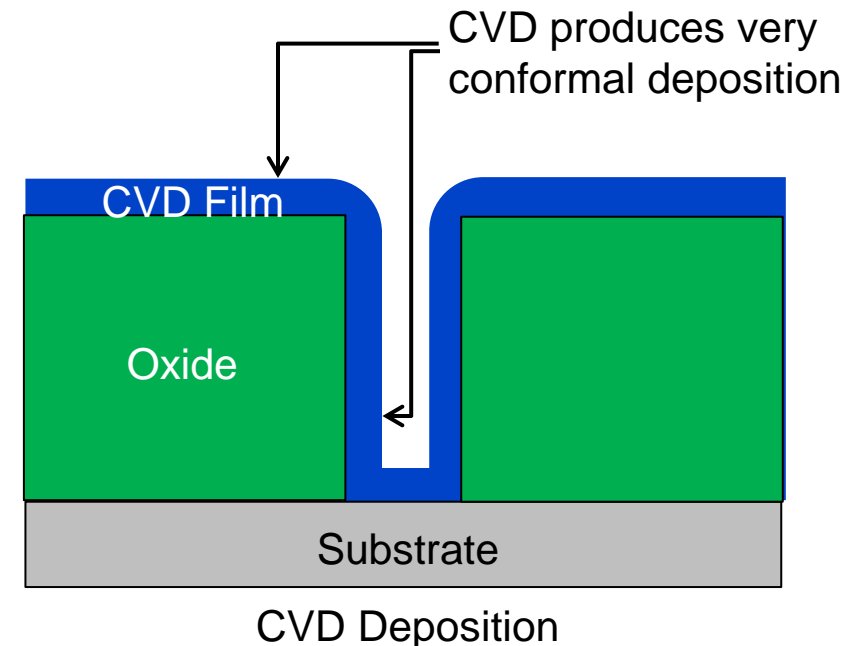 CVD produces very
conformal deposition
CVD Film
Oxide
Substrate
CVD Deposition